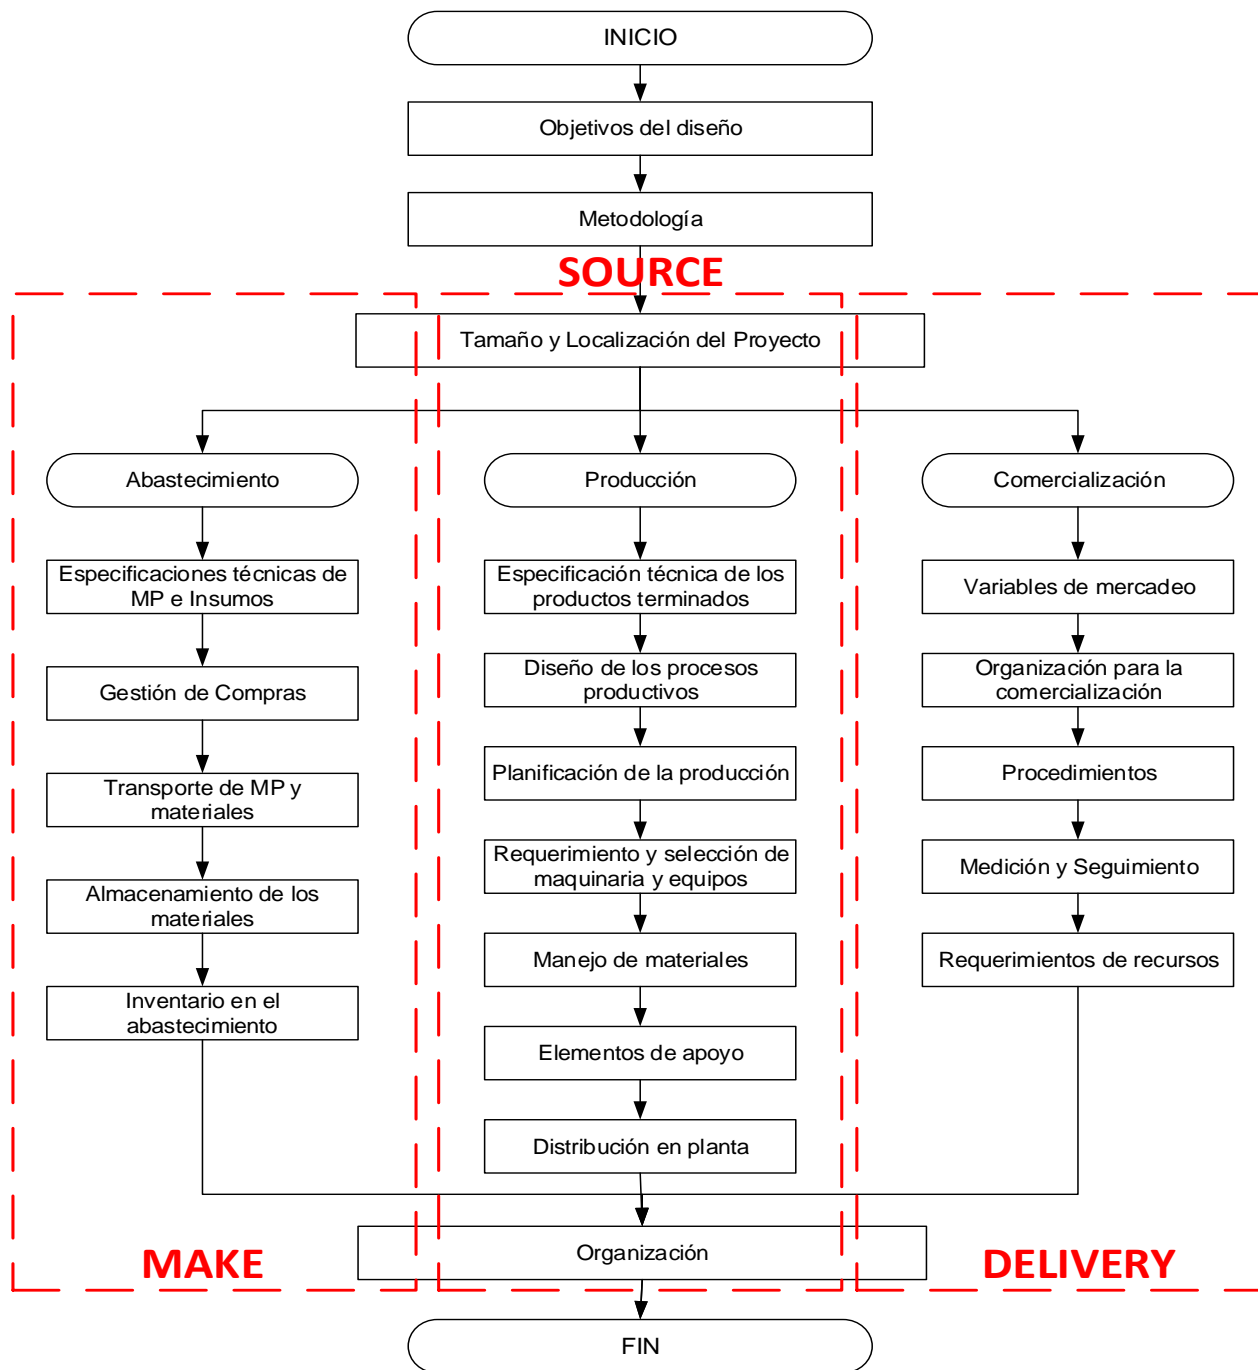 INICIO
Objetivos del diseño
Metodología
SOURCE
Tamaño y Localización del Proyecto
Abastecimiento
Especificaciones técnicas de
MP e Insumos
Gestión de Compras
Transporte de MP y
materiales
Almacenamiento de los
materiales
Inventario en el
abastecimiento
MAKE
Producción
Especificación técnica de los
productos terminados
Diseño de los procesos
productivos
Planificación de la producción
Requerimiento y selección de
maquinaria y equipos
Manejo de materiales
Elementos de apoyo
Distribución en planta
Comercialización
Variables de mercadeo
Organización para la
comercialización
Procedimientos
Medición y Seguimiento
Requerimientos de recursos
DELIVERY
Organización
FIN